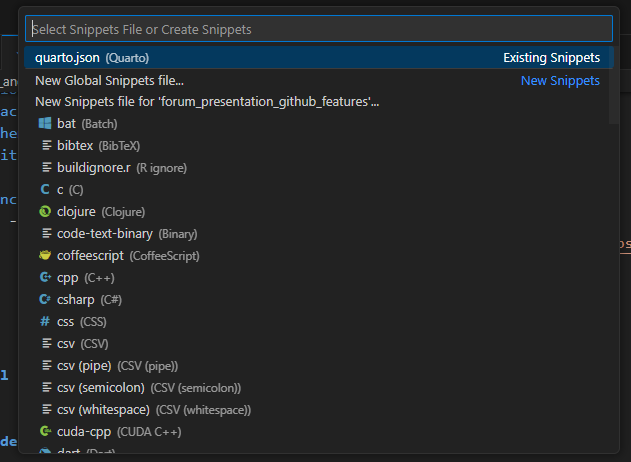 Select Snippets File or Create Snippets
quarto.json (Quarto) Existing Snippets
New Global Snippets file... New Snippets
New Snippets file for 'forum_presentation_github_features'...
bat (Batch)
bibtex (BibTeX)
buildignore.r (R ignore)
c (C)
clojure (Clojure)
code-text-binary (Binary)
coffeescript (CoffeeScript)
cpp (C++)
csharp (C#)
css (CSS)
csv (CSV)
csv (pipe) (CSV (pipe))
csv (semicolon) (CSV (semicolon))
csv (whitespace) (CSV (whitespace))
cuda-cpp (CUDA C++)
dart (Dart)